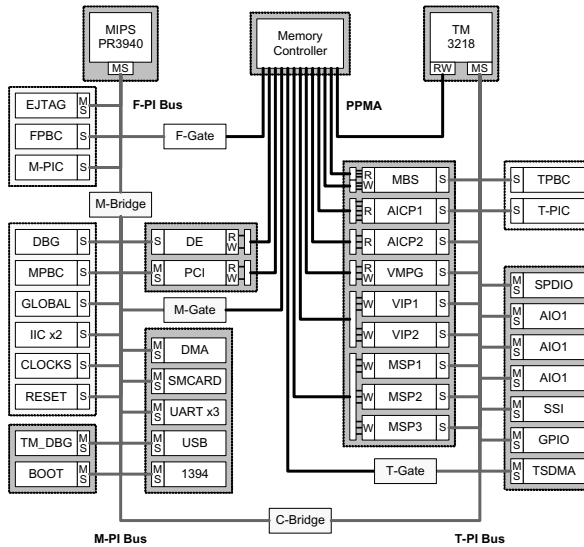 MIPS
PR3940
MS
Memory
Controller
TM
3218
RW
MS
F-PI Bus
PPMA
EJTAG
M
S
FPBC
S
F-Gate
M-PIC
S
M-Bridge
R
W
MBS
S
S
TPBC
R
AICP1
S
S
T-PIC
DBG
S
S
DE
R
W
R
AICP2
S
MPBC
S
M
S
PCI
R
W
R
VMPG
S
GLOBAL
S
M-Gate
W
VIP1
S
M
S
SPDIO
IIC x2
S
W
VIP2
S
M
S
AIO1
CLOCKS
S
M
S
DMA
W
MSP1
S
M
S
AIO1
RESET
S
M
S
SMCARD
W
MSP2
S
M
S
AIO1
M
S
UART x3
W
MSP3
S
M
S
SSI
TM_DBG
M
S
M
S
USB
M
S
GPIO
BOOT
M
S
M
S
1394
T-Gate
M
S
TSDMA
C-Bridge
M-PI Bus
T-PI Bus